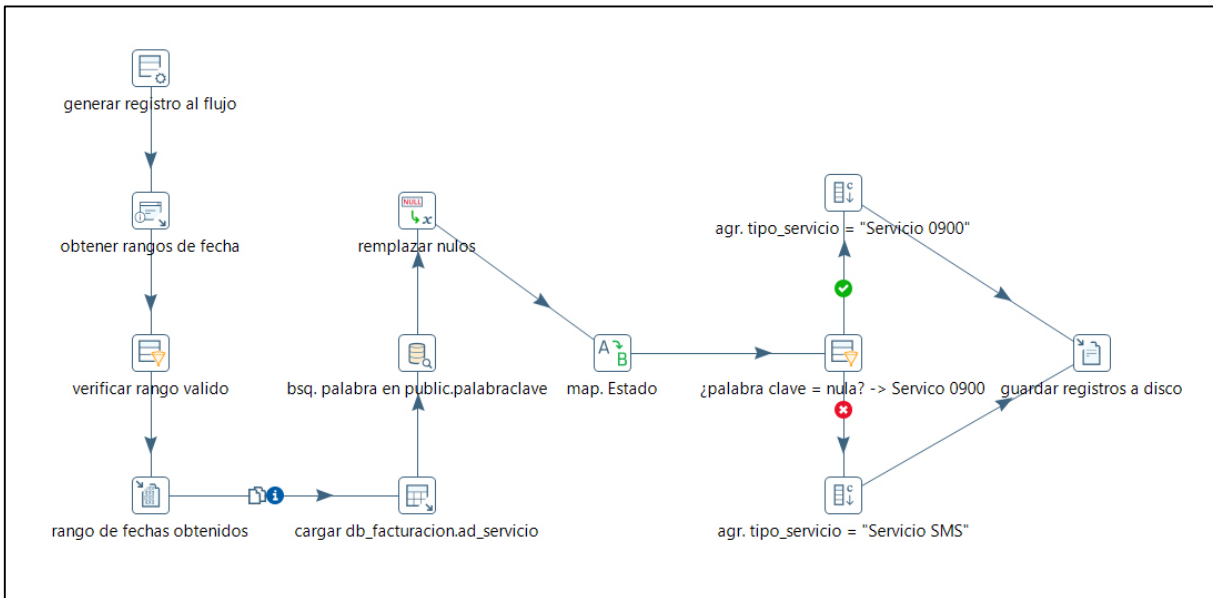 generar registro al flujo
obtener rangos de fecha
verificar rango valido
rango de fechas obtenidos
cargar db_facturacion.ad_servicio
bsq. palabra en public.palabraclave
NULL
x
remplazar nulos
A
B
map. Estado
¿palabra clave = nula? -> Servico 0900
C
agr. tipo_servicio = "Servicio 0900"
C
agr. tipo_servicio = "Servicio SMS"
guardar registros a disco